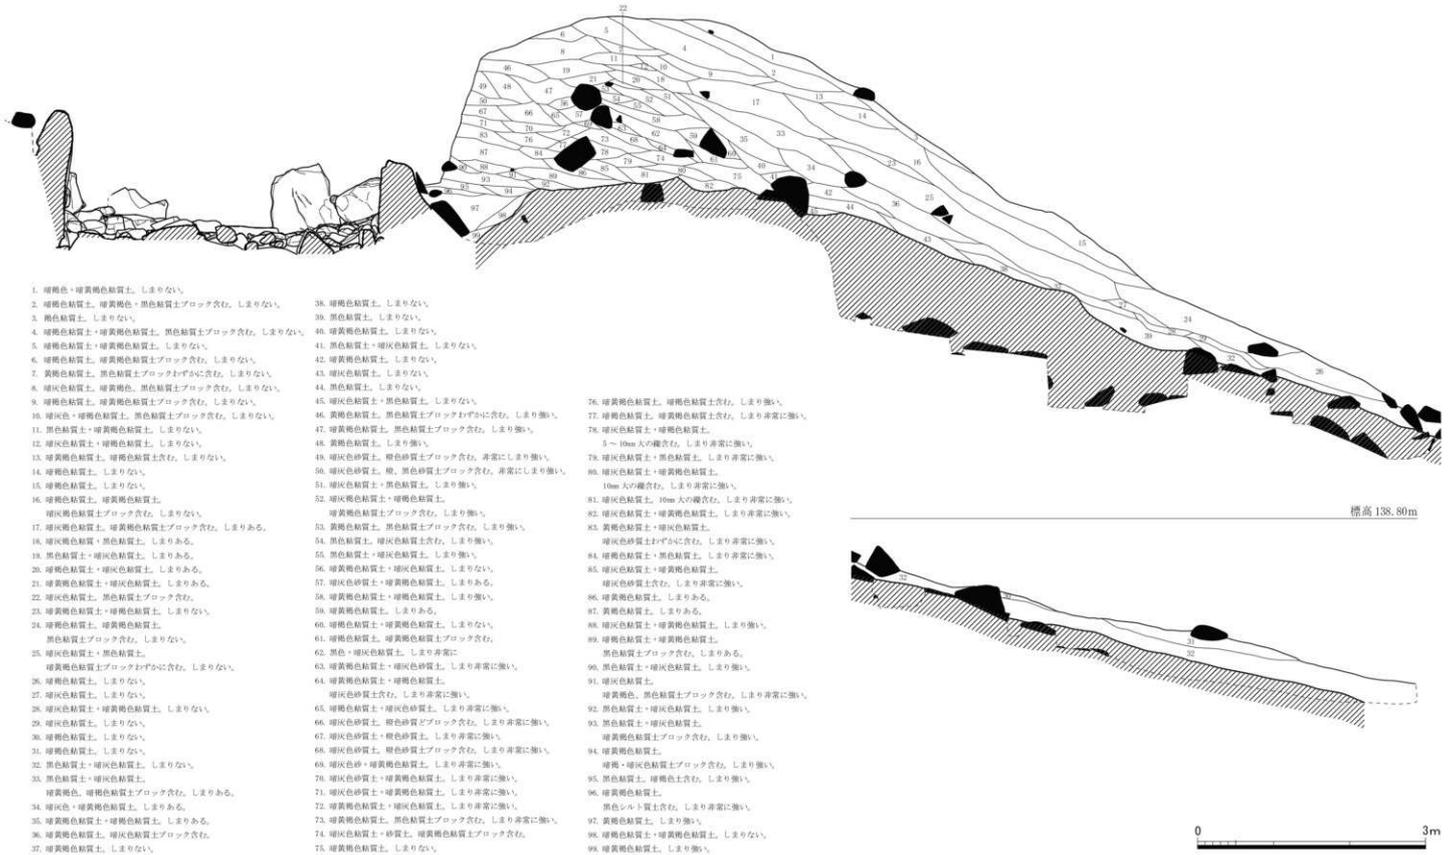 1. 暗褐色・暗黄褐色粘質土。しまりない。
2. 暗褐色粘質土。暗黄褐色・黒色粘質土ブロック含む。しまりない。
3. 褐色粘質土。しまりない。
4. 暗褐色粘質土・暗黄褐色粘質土。黒色粘質土ブロック含む。しまりない。
5. 暗褐色粘質土・暗黄褐色粘質土。しまりない。
6. 暗褐色粘質土。暗黄褐色粘質土ブロック含む。しまりない。
7. 黄褐色粘質土。黒色粘質土ブロックわずかに含む。しまりない。
8. 暗褐色粘質土。暗黄褐色、黒色粘質土ブロック含む。しまりない。
9. 暗褐色粘質土。暗黄褐色粘質土ブロック含む。しまりない。
10. 暗灰色・暗褐色粘質土。黒色粘質土ブロック含む。しまりない。
11. 黒色粘質土・暗黄褐色粘質土。しまりない。
12. 暗灰色粘質土・暗褐色粘質土。しまりない。
13. 暗黄褐色粘質土。暗褐色粘質土含む。しまりない。
14. 暗褐色粘質土。しまりない。
15. 暗褐色粘質土。しまりない。
16. 暗褐色粘質土。暗黄褐色粘質土。
暗灰褐色粘質土ブロック含む。しまりない。
17. 暗灰褐色粘質土。暗黄褐色粘質土ブロック含む。しまりある。
18. 暗灰褐色粘質・黒色粘質土。しまりある。
19. 黒色粘質土・暗灰色粘質土。しまりある。
20. 暗褐色粘質土・暗灰色粘質土。しまりある。
21. 暗黄褐色粘質土・暗灰色粘質土。しまりある。
22. 暗灰色粘質土。黒色粘質土ブロック含む。
23. 暗黄褐色粘質土・暗褐色粘質土。しまりない。
24. 暗褐色粘質土。暗黄褐色粘質土。
黒色粘質土ブロック含む。しまりない。
25. 暗灰色粘質土・黒色粘質土。
暗黄褐色粘質土ブロックわずかに含む。しまりない。
26. 暗褐色粘質土。しまりない。
27. 暗灰色粘質土。しまりない。
28. 暗灰色粘質土・暗黄褐色粘質土。しまりない。
29. 暗灰色粘質土。しまりない。
30. 暗褐色粘質土。しまりない。
31. 暗褐色粘質土。しまりない。
32. 黒色粘質土・暗灰色粘質土。しまりない。
33. 黒色粘質土・暗灰色粘質土。
暗黄褐色、暗褐色粘質土ブロック含む。しまりある。
34. 暗灰色・暗黄褐色粘質土。しまりある。
35. 暗黄褐色粘質土・暗褐色粘質土。しまりある。
36. 暗黄褐色粘質土。暗灰色粘質土ブロック含む。
37. 暗黄褐色粘質土。しまりない。
38. 暗褐色粘質土。しまりない。
39. 黒色粘質土。しまりない。
40. 暗黄褐色粘質土。しまりない。
41. 黒色粘質土・暗灰色粘質土。しまりない。
42. 暗黄褐色粘質土。しまりない。
43. 暗灰色粘質土。しまりない。
44. 黒色粘質土。しまりない。
45. 暗灰色粘質土・黒色粘質土。しまりない。
46. 黄褐色粘質土。黒色粘質土ブロックわずかに含む。しまり強い。
47. 暗黄褐色粘質土。黒色粘質土ブロック含む。しまり強い。
48. 黄褐色粘質土。しまり強い。
49. 暗灰色砂質土。橙色砂質土ブロック含む。非常にしまり強い。
50. 暗灰色砂質土。橙、黒色砂質土ブロック含む。非常にしまり強い。
51. 暗灰色粘質土・黒色粘質土。しまり強い。
52. 暗灰褐色粘質土・暗褐色粘質土。
暗黄褐色粘質土ブロック含む。しまり強い。
53. 黄褐色粘質土。黒色粘質土ブロック含む。しまり強い。
54. 黒色粘質土。暗灰色粘質土含む。しまり強い。
55. 黒色粘質土・暗灰色粘質土。しまり強い。
56. 暗黄褐色粘質土・暗灰色粘質土。しまりない。
57. 暗灰色砂質土・暗黄褐色粘質土。しまりある。
58. 暗黄褐色粘質土・暗褐色粘質土。しまり強い。
59. 暗黄褐色粘質土。しまりある。
60. 暗褐色粘質土・暗黄褐色粘質土。しまりない。
61. 暗褐色粘質土。暗黄褐色粘質土ブロック含む。
62. 黒色・暗灰色粘質土。しまり非常に
63. 暗黄褐色粘質土・暗灰色砂質土。しまり非常に強い。
64. 暗黄褐色粘質土・暗褐色粘質土。
暗灰色砂質土含む。しまり非常に強い。
65. 暗褐色粘質土・暗灰色砂質土。しまり非常に強い。
66. 暗灰色砂質土。橙色砂質どブロック含む。しまり非常に強い。
67. 暗灰色砂質土・橙色砂質土。しまり非常に強い。
68. 暗灰色砂質土。橙色砂質土ブロック含む。しまり非常に強い。
69. 暗灰色砂・暗黄褐色粘質土。しまり非常に強い。
70. 暗灰色砂質土・暗黄褐色粘質土。しまり非常に強い。
71. 暗灰色砂質土・暗黄褐色粘質土。しまり非常に強い。
72. 暗黄褐色粘質土・暗灰色粘質土。しまり非常に強い。
73. 暗黄褐色粘質土。黒色粘質土ブロック含む。しまり非常に強い。
74. 暗灰色粘質土・砂質土。暗黄褐色粘質土ブロック含む。
75. 暗黄褐色粘質土。しまりない。
76. 暗黄褐色粘質土。暗褐色粘質土含む。しまり強い。
77. 暗褐色粘質土。暗黄褐色粘質土含む。しまり非常に強い。
78. 暗灰色粘質土・暗褐色粘質土。
5～10mm大の礫含む。しまり非常に強い。
79. 暗灰色粘質土・黒色粘質土。しまり非常に強い。
80. 暗灰色粘質土・暗黄褐色粘質土。
10mm大の礫含む。しまり非常に強い。
81. 暗灰色粘質土。10mm大の礫含む。しまり非常に強い。
82. 暗灰色粘質土・暗黄褐色粘質土。しまり非常に強い。
83. 黄褐色粘質土・暗灰色粘質土。
暗灰色砂質土わずかに含む。しまり非常に強い。
84. 暗褐色粘質土・黒色粘質土。しまり非常に強い。
85. 暗灰色粘質土・暗褐色粘質土。
暗灰色砂質土含む。しまり非常に強い。
86. 暗黄褐色粘質土。しまりある。
87. 黄褐色粘質土。しまりある。
88. 暗灰色粘質土・暗黄褐色粘質土。しまり強い。
89. 暗褐色粘質土・暗黄褐色粘質土。
黒色粘質土ブロック含む。しまりある。
90. 黒色粘質土・暗灰色粘質土。しまり強い。
91. 暗灰色粘質土。
暗黄褐色、黒色粘質土ブロック含む。しまり非常に強い。
92. 黒色粘質土・暗灰色粘質土。しまり強い。
93. 黒色粘質土・暗灰色粘質土。
暗黄褐色粘質土ブロック含む。しまり強い。
94. 暗黄褐色粘質土。
暗褐・暗灰色粘質土ブロック含む。しまり強い。
95. 黒色粘質土。暗褐色土含む。しまり強い。
96. 暗黄褐色粘質土。
黒色シルト質土含む。しまり非常に強い。
97. 黄褐色粘質土。しまり強い。
98. 暗褐色粘質土・暗黄褐色粘質土。しまりない。
99. 暗黄褐色粘質土。しまり強い。
標高 138.80m
0 3m